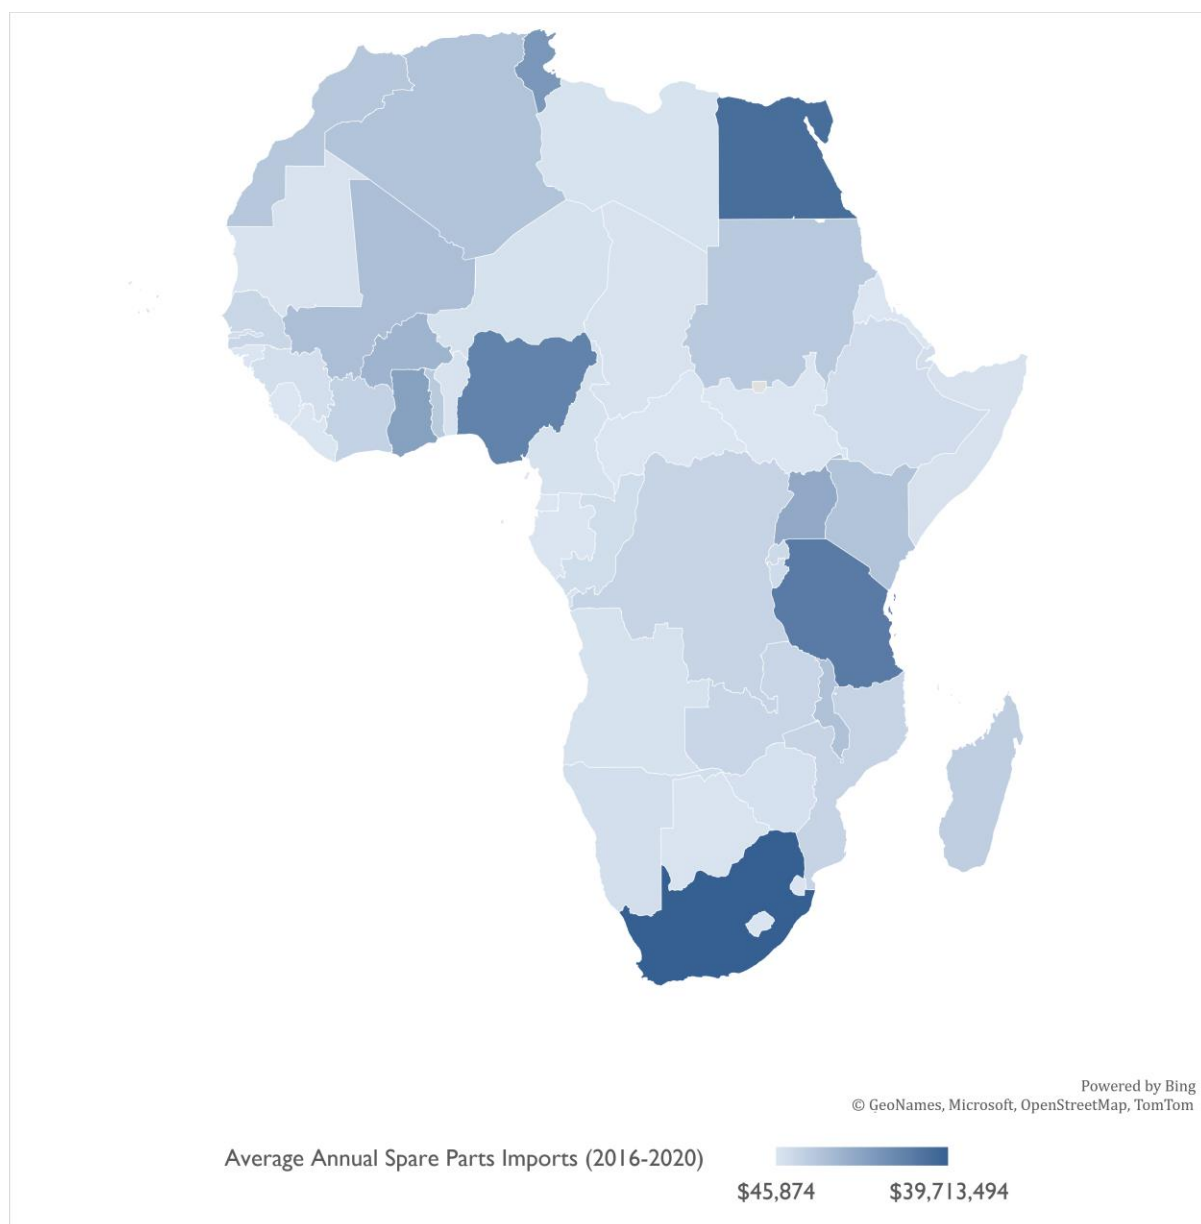 Powered by Bing
© GeoNames, Microsoft, OpenStreetMap, TomTom
Average Annual Spare Parts Imports (2016-2020)
$45,874 $39,713,494